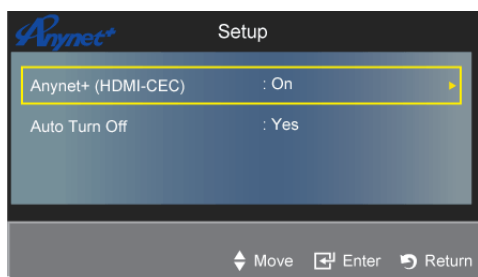 Anynet+ Setup
Anynet+ (HDMI-CEC) : On
Auto Turn Off : Yes
Move Enter Return